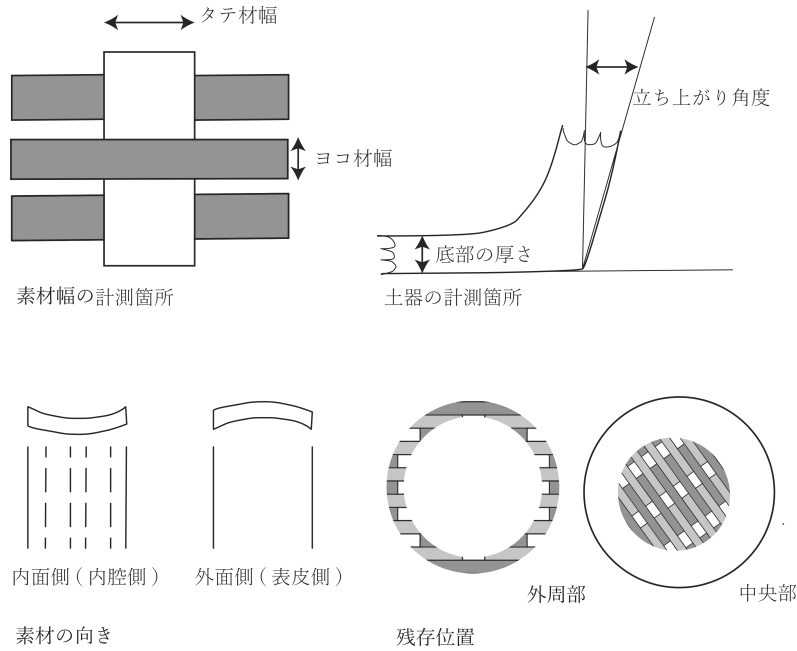 タテ材幅
ヨコ材幅
素材幅の計測箇所
立ち上がり角度
底部の厚さ
土器の計測箇所
内面側（内腔側）
外面側（表皮側）
素材の向き
外周部
中央部
残存位置